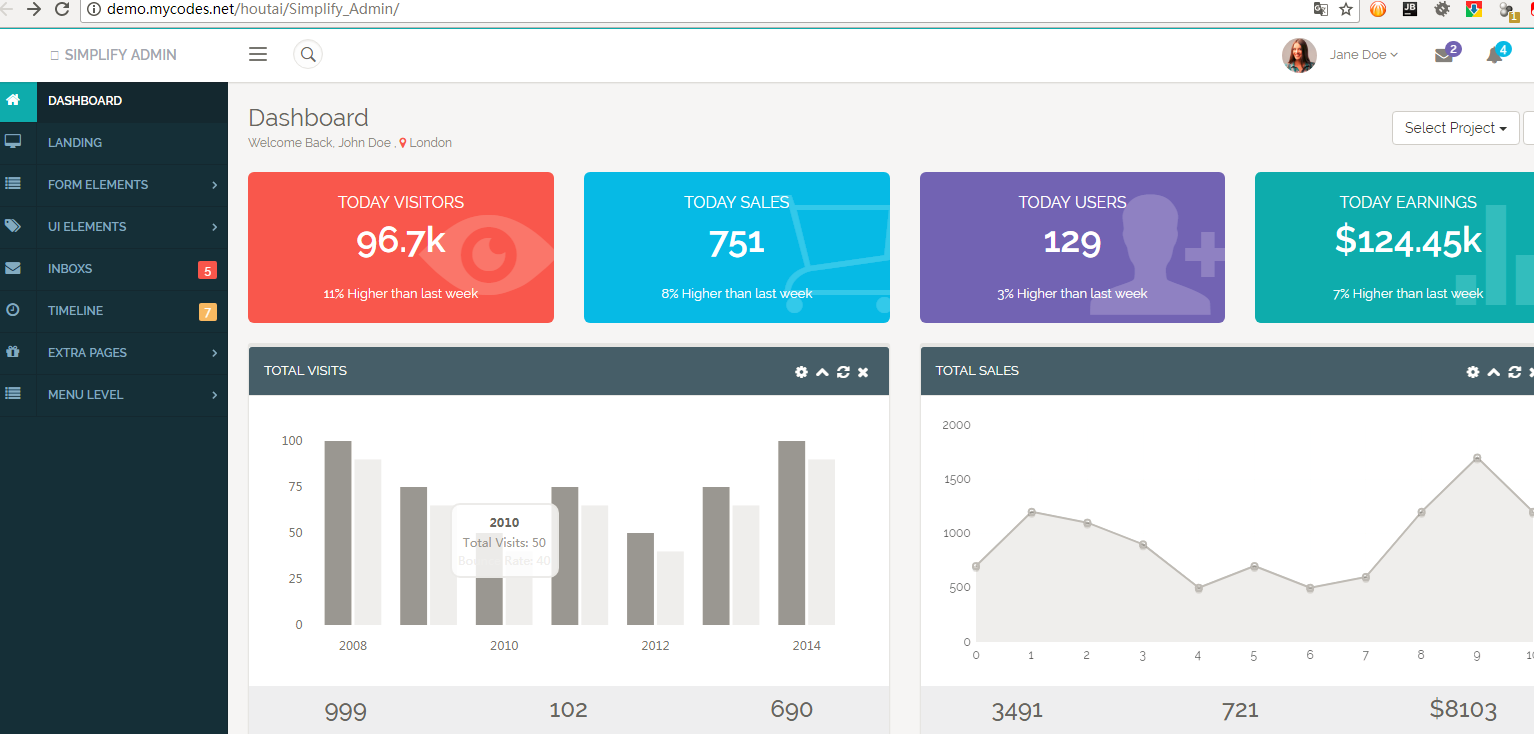 demo.mycodes.net/houtai/Simplify_Admin/
JB
1
SIMPLIFY ADMIN
Jane Doe
2
4
DASHBOARD
LANDING
FORM ELEMENTS
UI ELEMENTS
INBOXS
5
TIMELINE
7
EXTRA PAGES
MENU LEVEL
Dashboard
Welcome Back, John Doe , London
Select Project
TODAY VISITORS
96.7k
11% Higher than last week
TODAY SALES
751
8% Higher than last week
TODAY USERS
129
3% Higher than last week
TODAY EARNINGS
$124.45k
7% Higher than last week
TOTAL VISITS
100
75
50
25
0
2010
Total Visits: 50
Rate: 40
2008
2010
2012
2014
999
102
690
TOTAL SALES
2000
1500
1000
500
0
0
1
2
3
4
5
6
7
8
9
10
3491
721
$8103